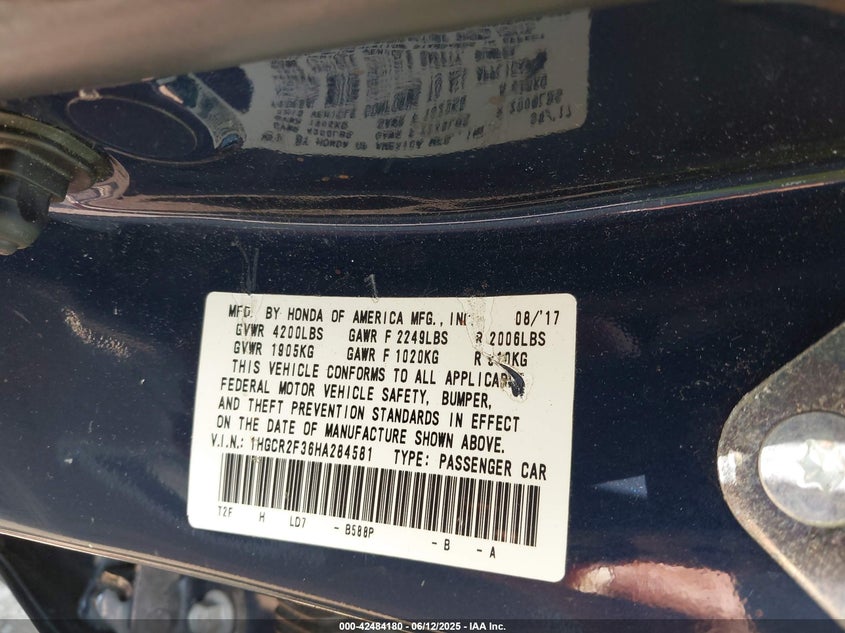 MFD. BY HONDA OF AMERICA MFG., INC 08/'17
GVWR 4200LBS GAWR F 2249LBS R 2006LBS
GVWR 1905KG GAWR F 1020KG R 910KG
THIS VEHICLE CONFORMS TO ALL APPLICABLE
FEDERAL MOTOR VEHICLE SAFETY, BUMPER,
AND THEFT PREVENTION STANDARDS IN EFFECT
ON THE DATE OF MANUFACTURE SHOWN ABOVE.
V.I.N.: 1HGCR2F36HA284581 TYPE: PASSENGER CAR
T2F H LD7 - B588P - B - A
000-42484180 - 06/12/2025 - IAA Inc.